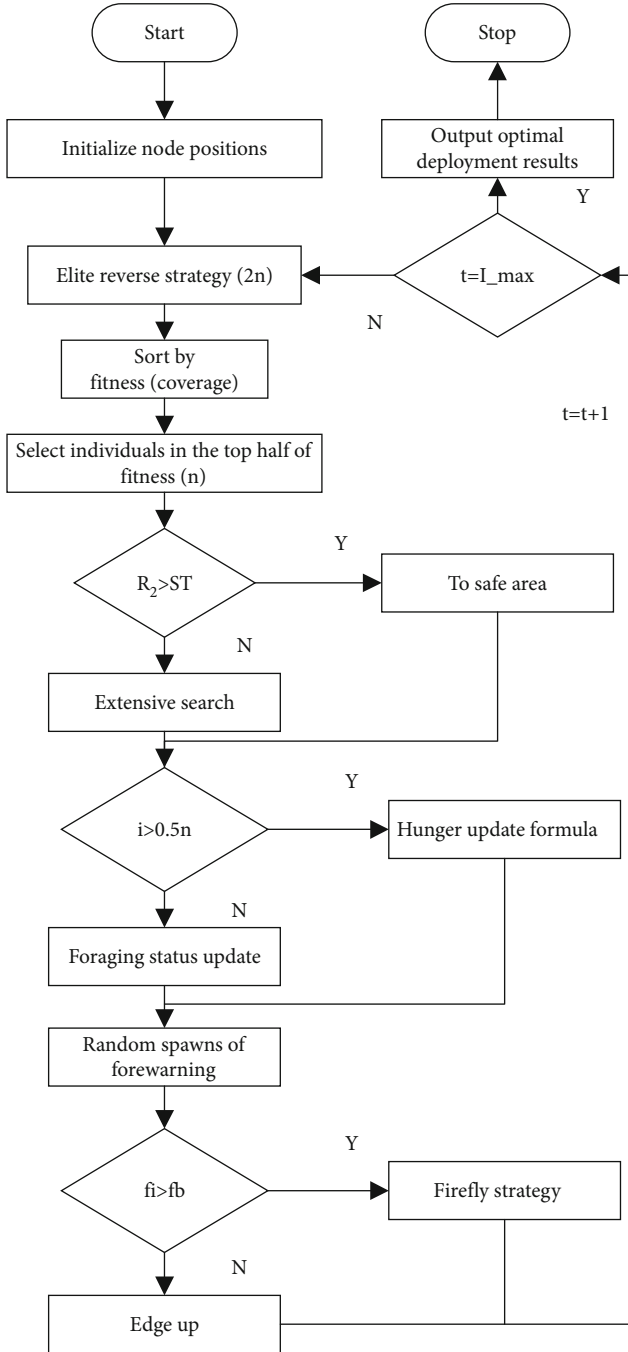 Start
Stop
Initialize node positions
Output optimal
deployment results
Y
Elite reverse strategy (2n)
t=I_max
N
Sort by
fitness (coverage)
t=t+1
Select individuals in the top half of
fitness (n)
Y
R₂>ST
To safe area
N
Extensive search
Y
i>0.5n
Hunger update formula
N
Foraging status update
Random spawns of
forewarning
Y
fi>fb
Firefly strategy
N
Edge up